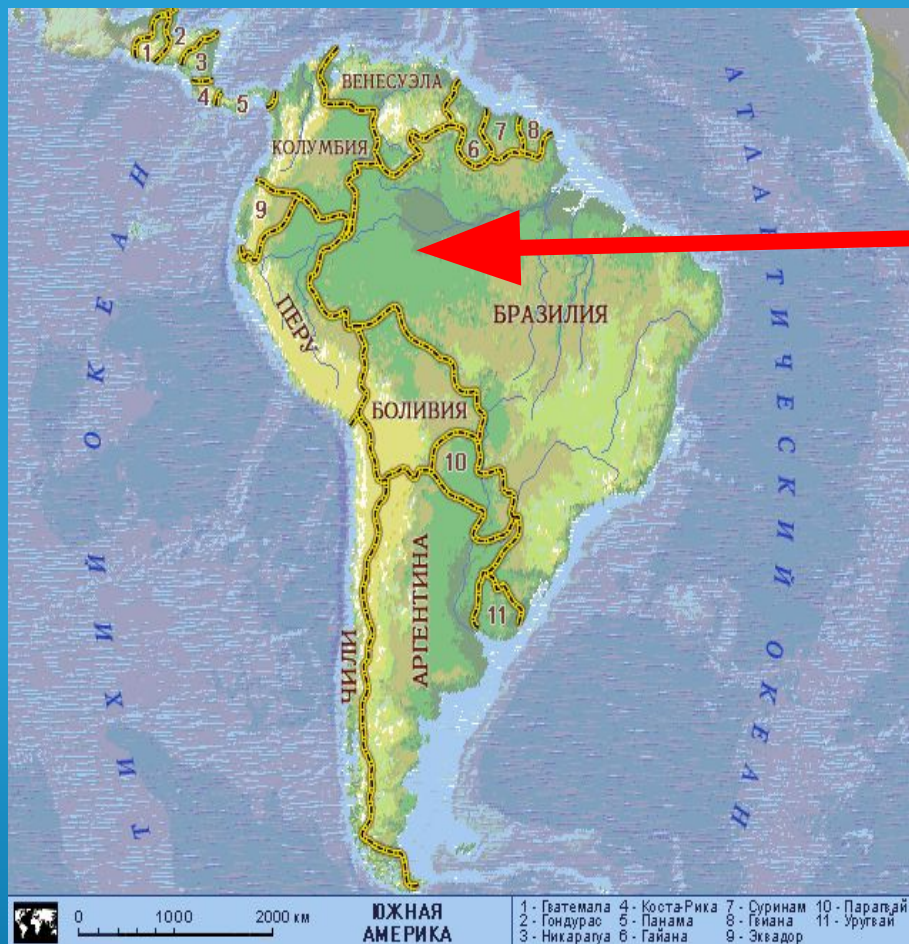 1
2
3
4
5
ВЕНЕСУЭЛА
КОЛУМБИЯ
6
7
8
9
ПЕРУ
БРАЗИЛИЯ
БОЛИВИЯ
10
АРГЕНТИНА
ЧИЛИ
11
ТИХИЙ ОКЕАН
АТЛАНТИЧЕСКИЙ ОКЕАН
0 1000 2000 км
ЮЖНАЯ
АМЕРИКА
1 - Гватемала 4 - Коста-Рика 7 - Суринам 10 - Парагвай
2 - Гондурас 5 - Панама 8 - Гвиана 11 - Уругвай
3 - Никарагуа 6 - Гайана 9 - Эквадор